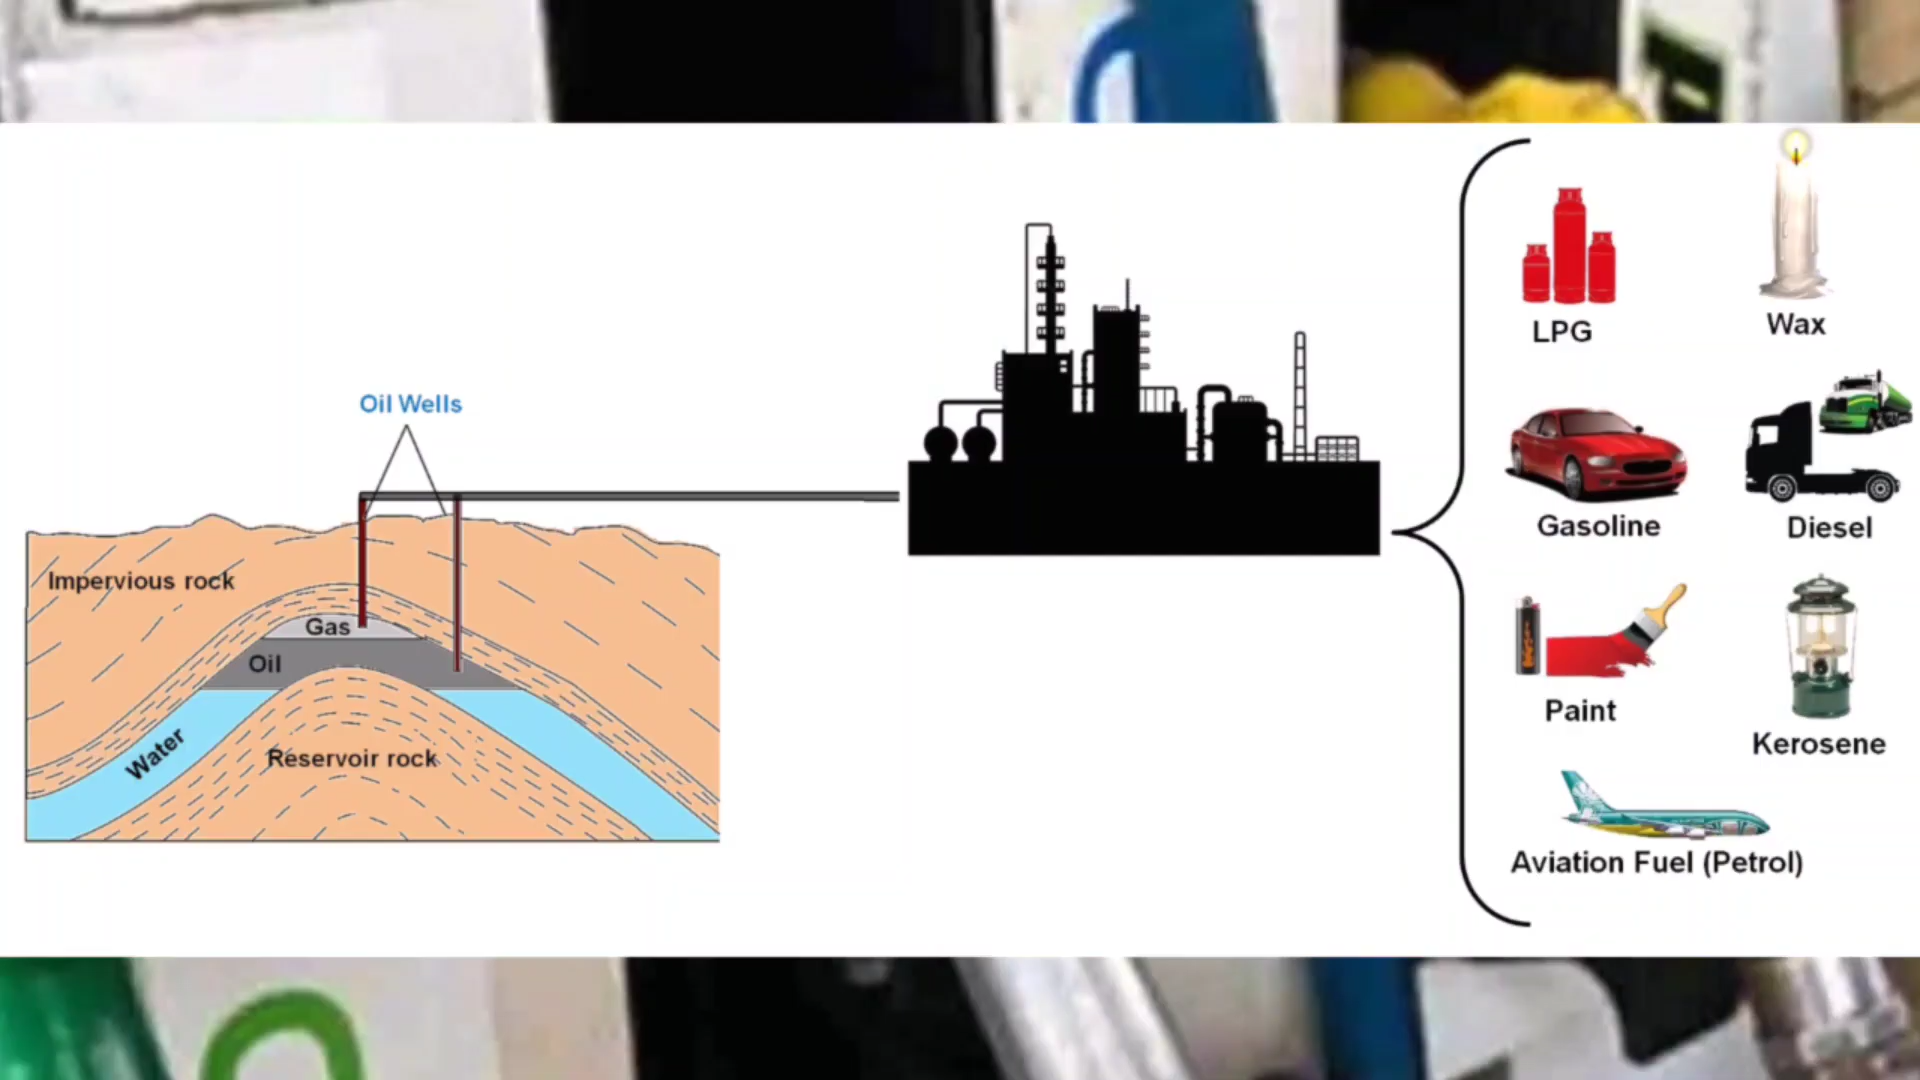 Oil Wells
Impervious rock
Gas
Oil
Water
Reservoir rock
LPG
Wax
Gasoline
Diesel
Paint
Kerosene
Aviation Fuel (Petrol)